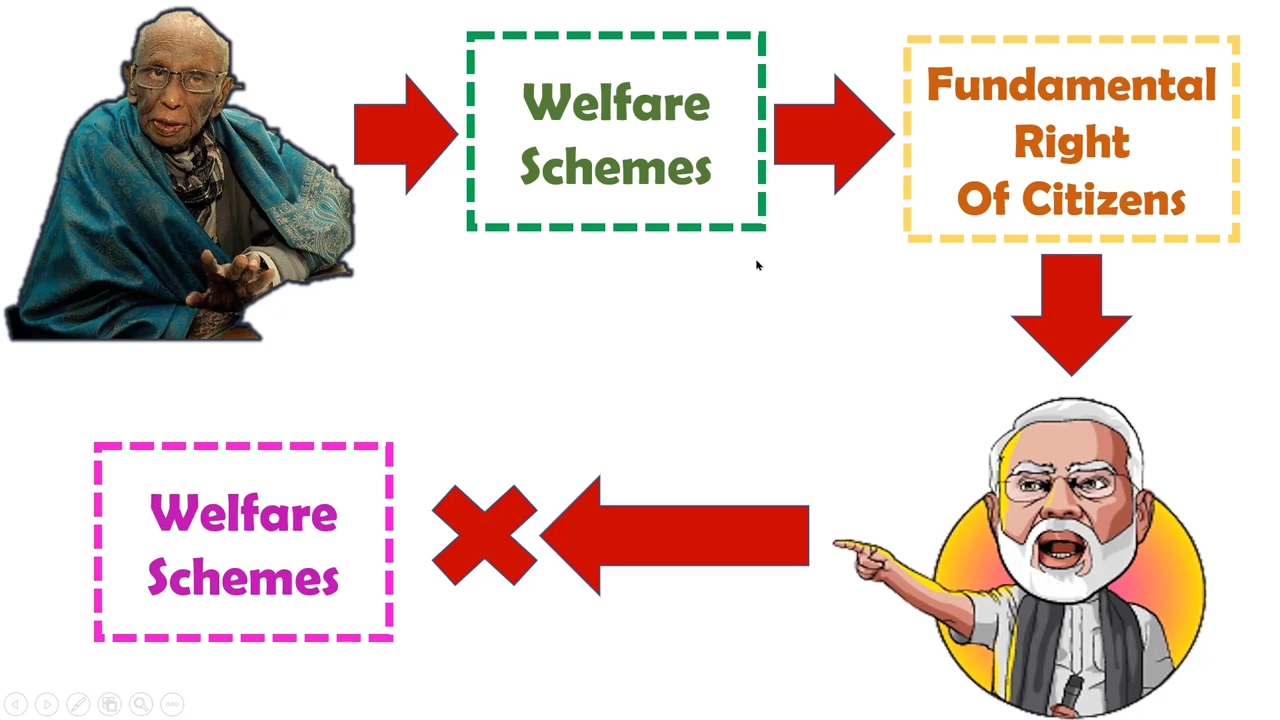 Welfare
Schemes
Fundamental
Right
Of Citizens
Welfare
Schemes